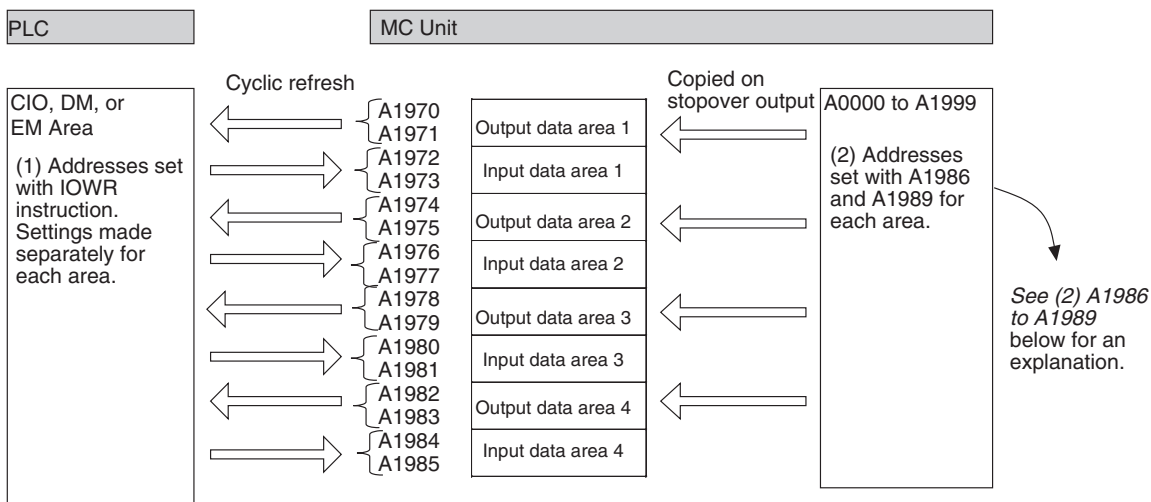 PLC
MC Unit
Cyclic refresh
Copied on
stopover output
CIO, DM, or
EM Area
(1) Addresses set
with IOWR
instruction.
Settings made
separately for
each area.
A1970
A1971
Output data area 1
A1972
A1973
Input data area 1
A1974
A1975
Output data area 2
A1976
A1977
Input data area 2
A1978
A1979
Output data area 3
A1980
A1981
Input data area 3
A1982
A1983
Output data area 4
A1984
A1985
Input data area 4
A0000 to A1999
(2) Addresses
set with A1986
and A1989 for
each area.
See (2) A1986
to A1989
below for an
explanation.